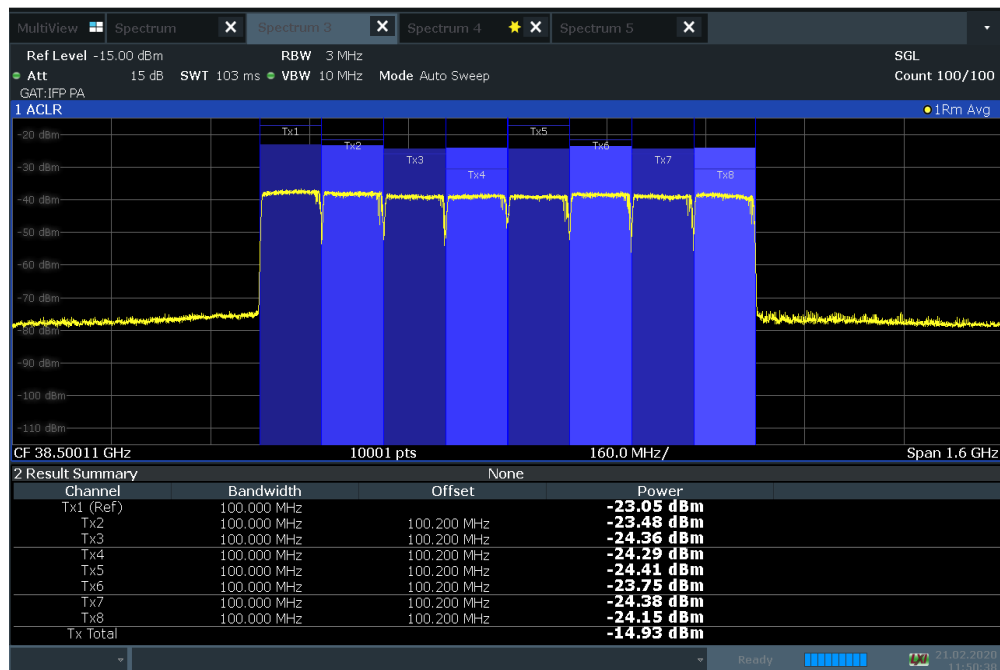 MultiView Spectrum X Spectrum 3 X Spectrum 4 X Spectrum 5 X
Ref Level -15.00 dBm RBW 3 MHz SGL
Att 15 dB SWT 103 ms VBW 10 MHz Mode Auto Sweep Count 100/100
GAT:IFP PA
1 ACLR 1Rm Avg
-20 dBm
Tx1 Tx5
Tx2 Tx6
Tx3 Tx7
-30 dBm
Tx4 Tx8
-40 dBm
-50 dBm
-60 dBm
-70 dBm
-80 dBm
-90 dBm
-100 dBm
-110 dBm
CF 38.50011 GHz 10001 pts 160.0 MHz/ Span 1.6 GHz
2 Result Summary None
Channel Bandwidth Offset Power
Tx1 (Ref) 100.000 MHz -23.05 dBm
Tx2 100.000 MHz 100.200 MHz -23.48 dBm
Tx3 100.000 MHz 100.200 MHz -24.36 dBm
Tx4 100.000 MHz 100.200 MHz -24.29 dBm
Tx5 100.000 MHz 100.200 MHz -24.41 dBm
Tx6 100.000 MHz 100.200 MHz -23.75 dBm
Tx7 100.000 MHz 100.200 MHz -24.38 dBm
Tx8 100.000 MHz 100.200 MHz -24.15 dBm
Tx Total -14.93 dBm
Ready LXI 21.02.2020
11:50:30